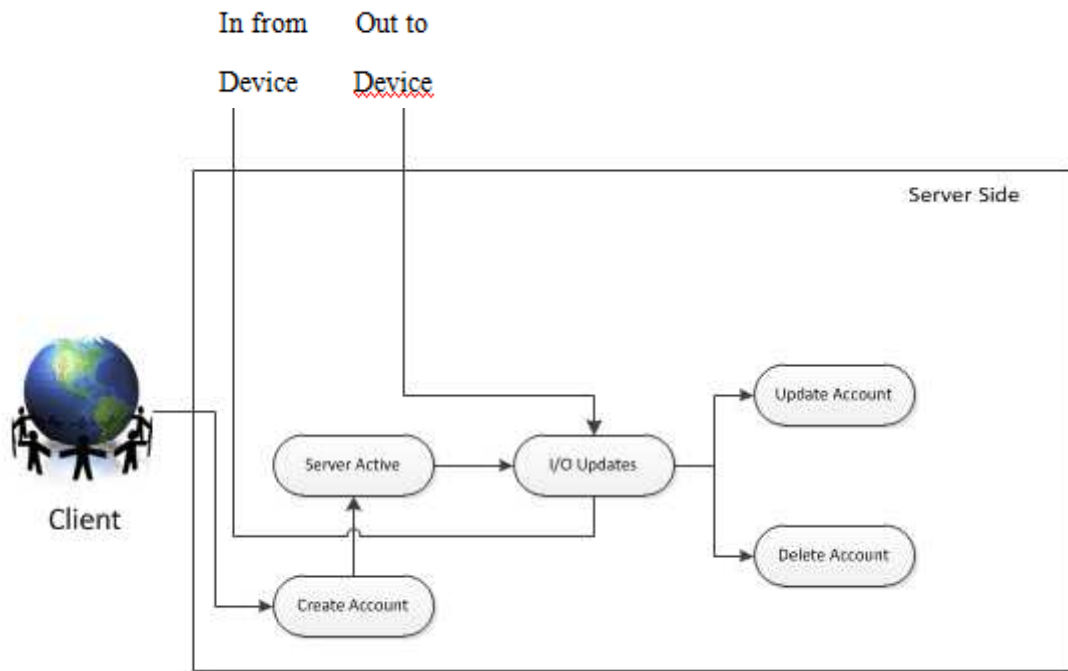 In from
Device
Out to
Device
Server Side
Client
Server Active
I/O Updates
Update Account
Delete Account
Create Account